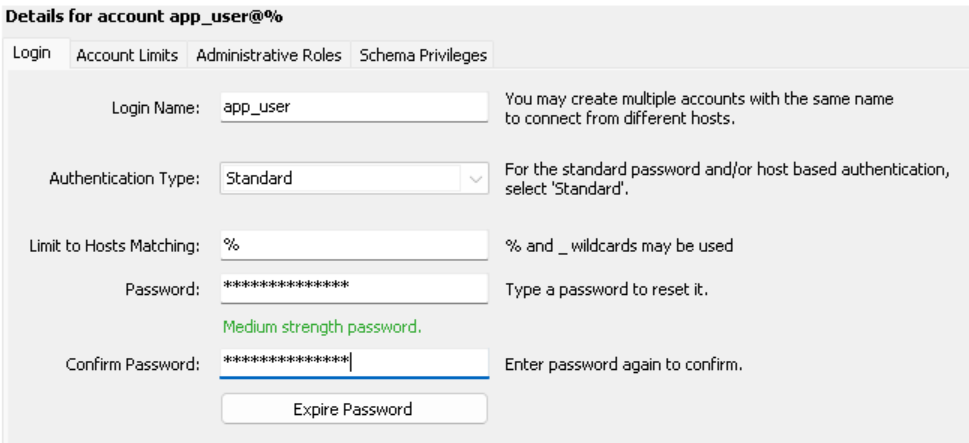 Details for account app_user@%
Login Account Limits Administrative Roles Schema Privileges
Login Name: app_user You may create multiple accounts with the same name
to connect from different hosts.
Authentication Type: Standard For the standard password and/or host based authentication,
select 'Standard'.
Limit to Hosts Matching: % % and _ wildcards may be used
Password: ************** Type a password to reset it.
Medium strength password.
Confirm Password: ************** Enter password again to confirm.
Expire Password